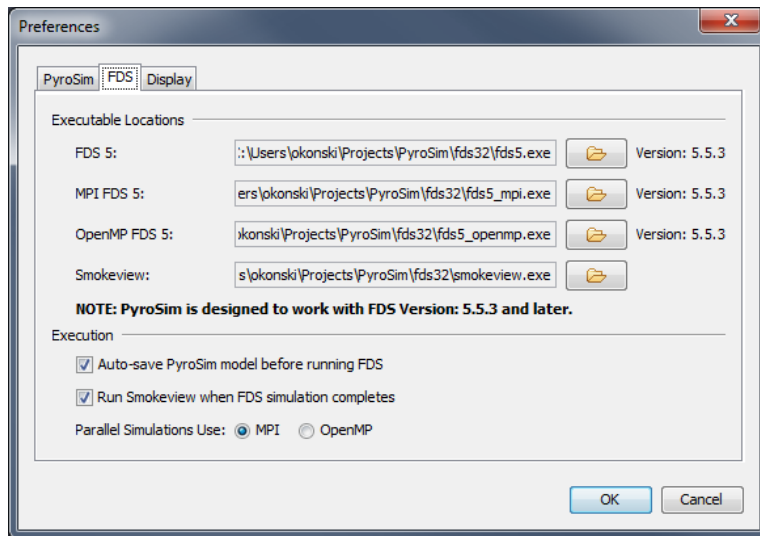 Preferences
PyroSim FDS Display
Executable Locations
FDS 5: :\Users\okonski\Projects\PyroSim\fds32\fds5.exe Version: 5.5.3
MPI FDS 5: ers\okonski\Projects\PyroSim\fds32\fds5_mpi.exe Version: 5.5.3
OpenMP FDS 5: okonski\Projects\PyroSim\fds32\fds5_openmp.exe Version: 5.5.3
Smokeview: s\okonski\Projects\PyroSim\fds32\smokeview.exe
NOTE: PyroSim is designed to work with FDS Version: 5.5.3 and later.
Execution
Auto-save PyroSim model before running FDS
Run Smokeview when FDS simulation completes
Parallel Simulations Use: MPI OpenMP
OK Cancel